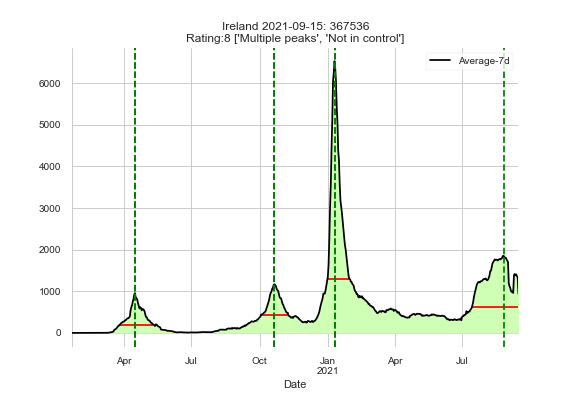 Ireland 2021-09-15: 367536
Rating:8 ['Multiple peaks', 'Not in control']
Average-7d
6000
5000
4000
3000
2000
1000
0
Apr
Jul
Oct
Jan
2021
Apr
Jul
Date